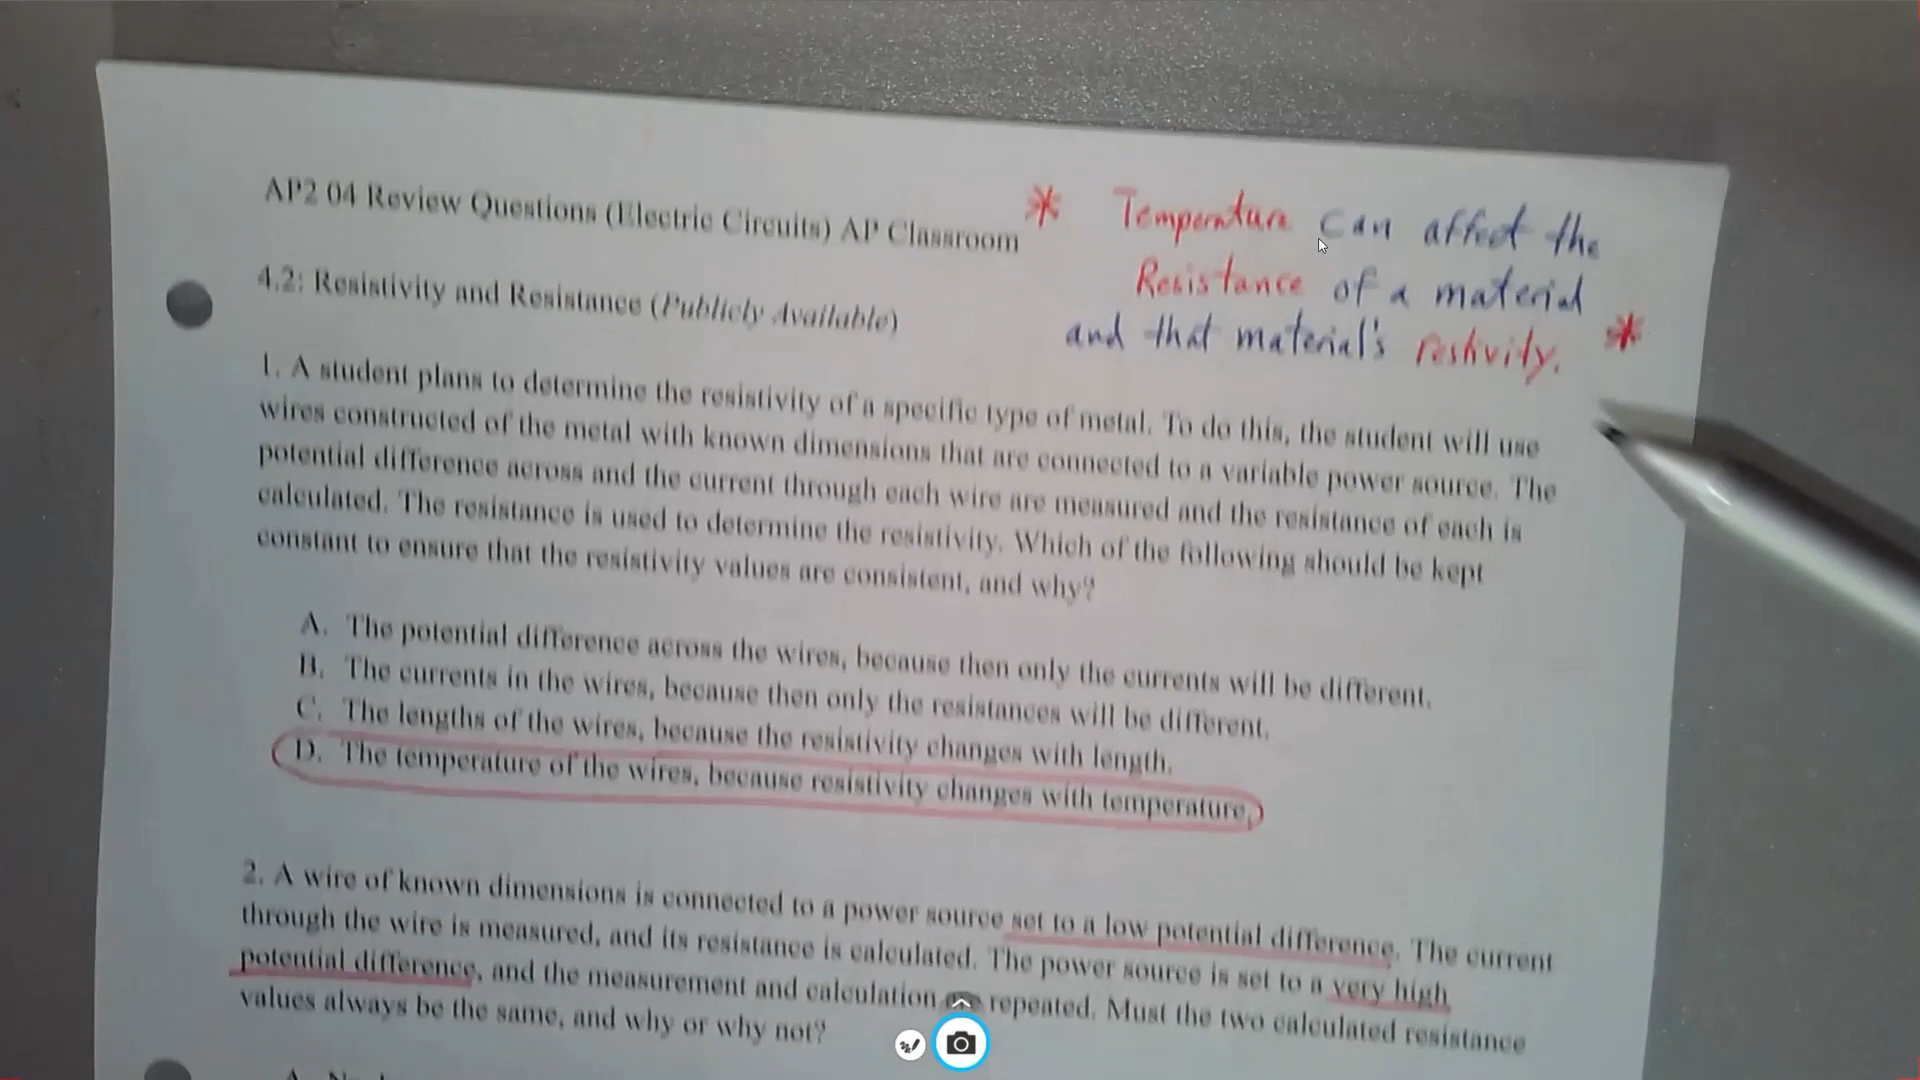 AP2 04 Review Questions (Electric Circuits) AP Classroom
* Temperature can affect the
Resistance of a material
and that material's restivity. *
4.2: Resistivity and Resistance (Publicly Available)
1. A student plans to determine the resistivity of a specific type of metal. To do this, the student will use
wires constructed of the metal with known dimensions that are connected to a variable power source. The
potential difference across and the current through each wire are measured and the resistance of each is
calculated. The resistance is used to determine the resistivity. Which of the following should be kept
constant to ensure that the resistivity values are consistent, and why?
A. The potential difference across the wires, because then only the currents will be different.
B. The currents in the wires, because then only the resistances will be different.
C. The lengths of the wires, because the resistivity changes with length.
D. The temperature of the wires, because resistivity changes with temperature.
2. A wire of known dimensions is connected to a power source set to a low potential difference. The current
through the wire is measured, and its resistance is calculated. The power source is set to a very high
potential difference, and the measurement and calculation are repeated. Must the two calculated resistance
values always be the same, and why or why not?